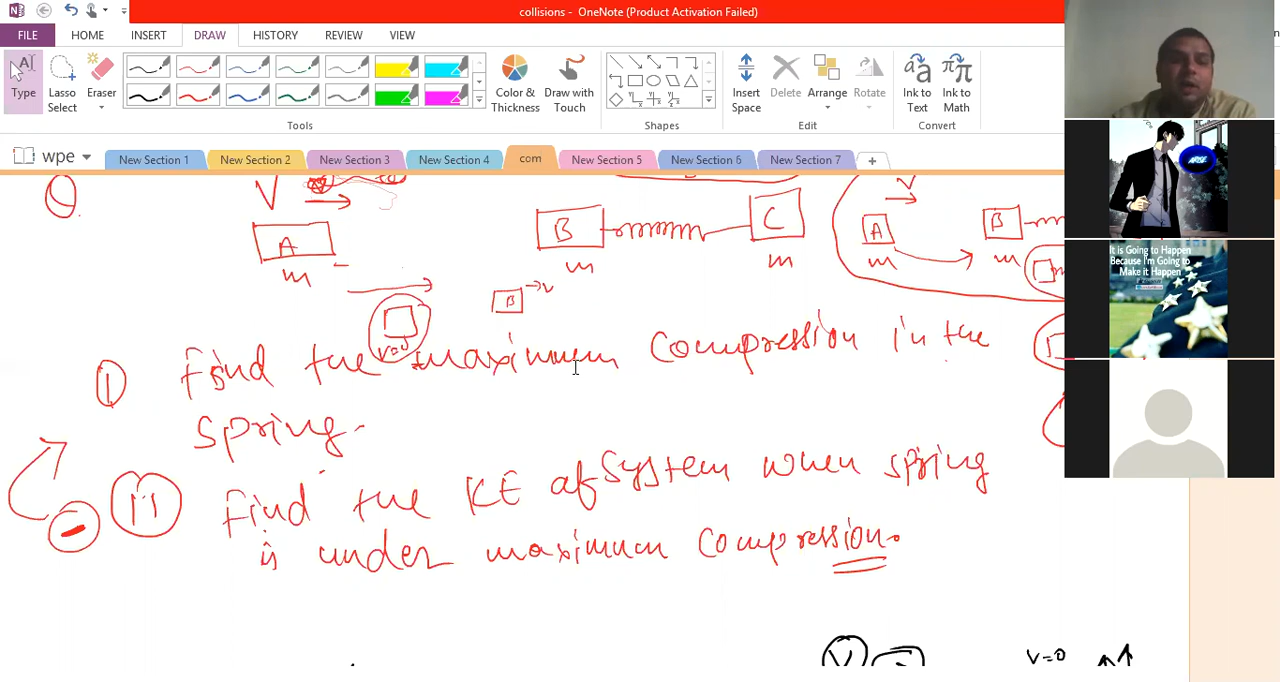 collisions - OneNote (Product Activation Failed)
FILE HOME INSERT DRAW HISTORY REVIEW VIEW
Type
Lasso Select
Eraser
Color & Thickness
Draw with Touch
Insert Space
Delete
Arrange
Rotate
Ink to Text
Ink to Math
Tools
Shapes
Edit
Convert
wpe
New Section 1 New Section 2 New Section 3 New Section 4 com New Section 5 New Section 6 New Section 7
Q.
V
A
m
B
m
C
m
V
A
m
B
m
B →v
v=0
I Find the maximum compression in the
spring.
II Find the KE of System when spring
is under maximum compression.
V
v=0
APSE
It is Going to Happen
Because I'm Going to
Make it Happen